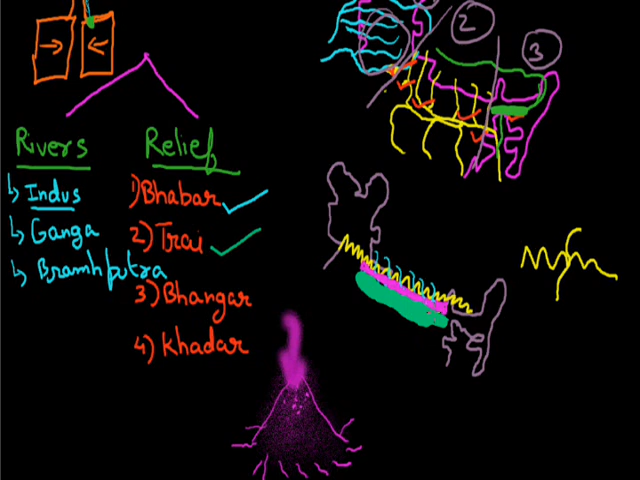 2
3
Rivers
Relief
Indus
Ganga
Bramhputra
1) Bhabar
2) Trai
3) Bhangar
4) Khadar